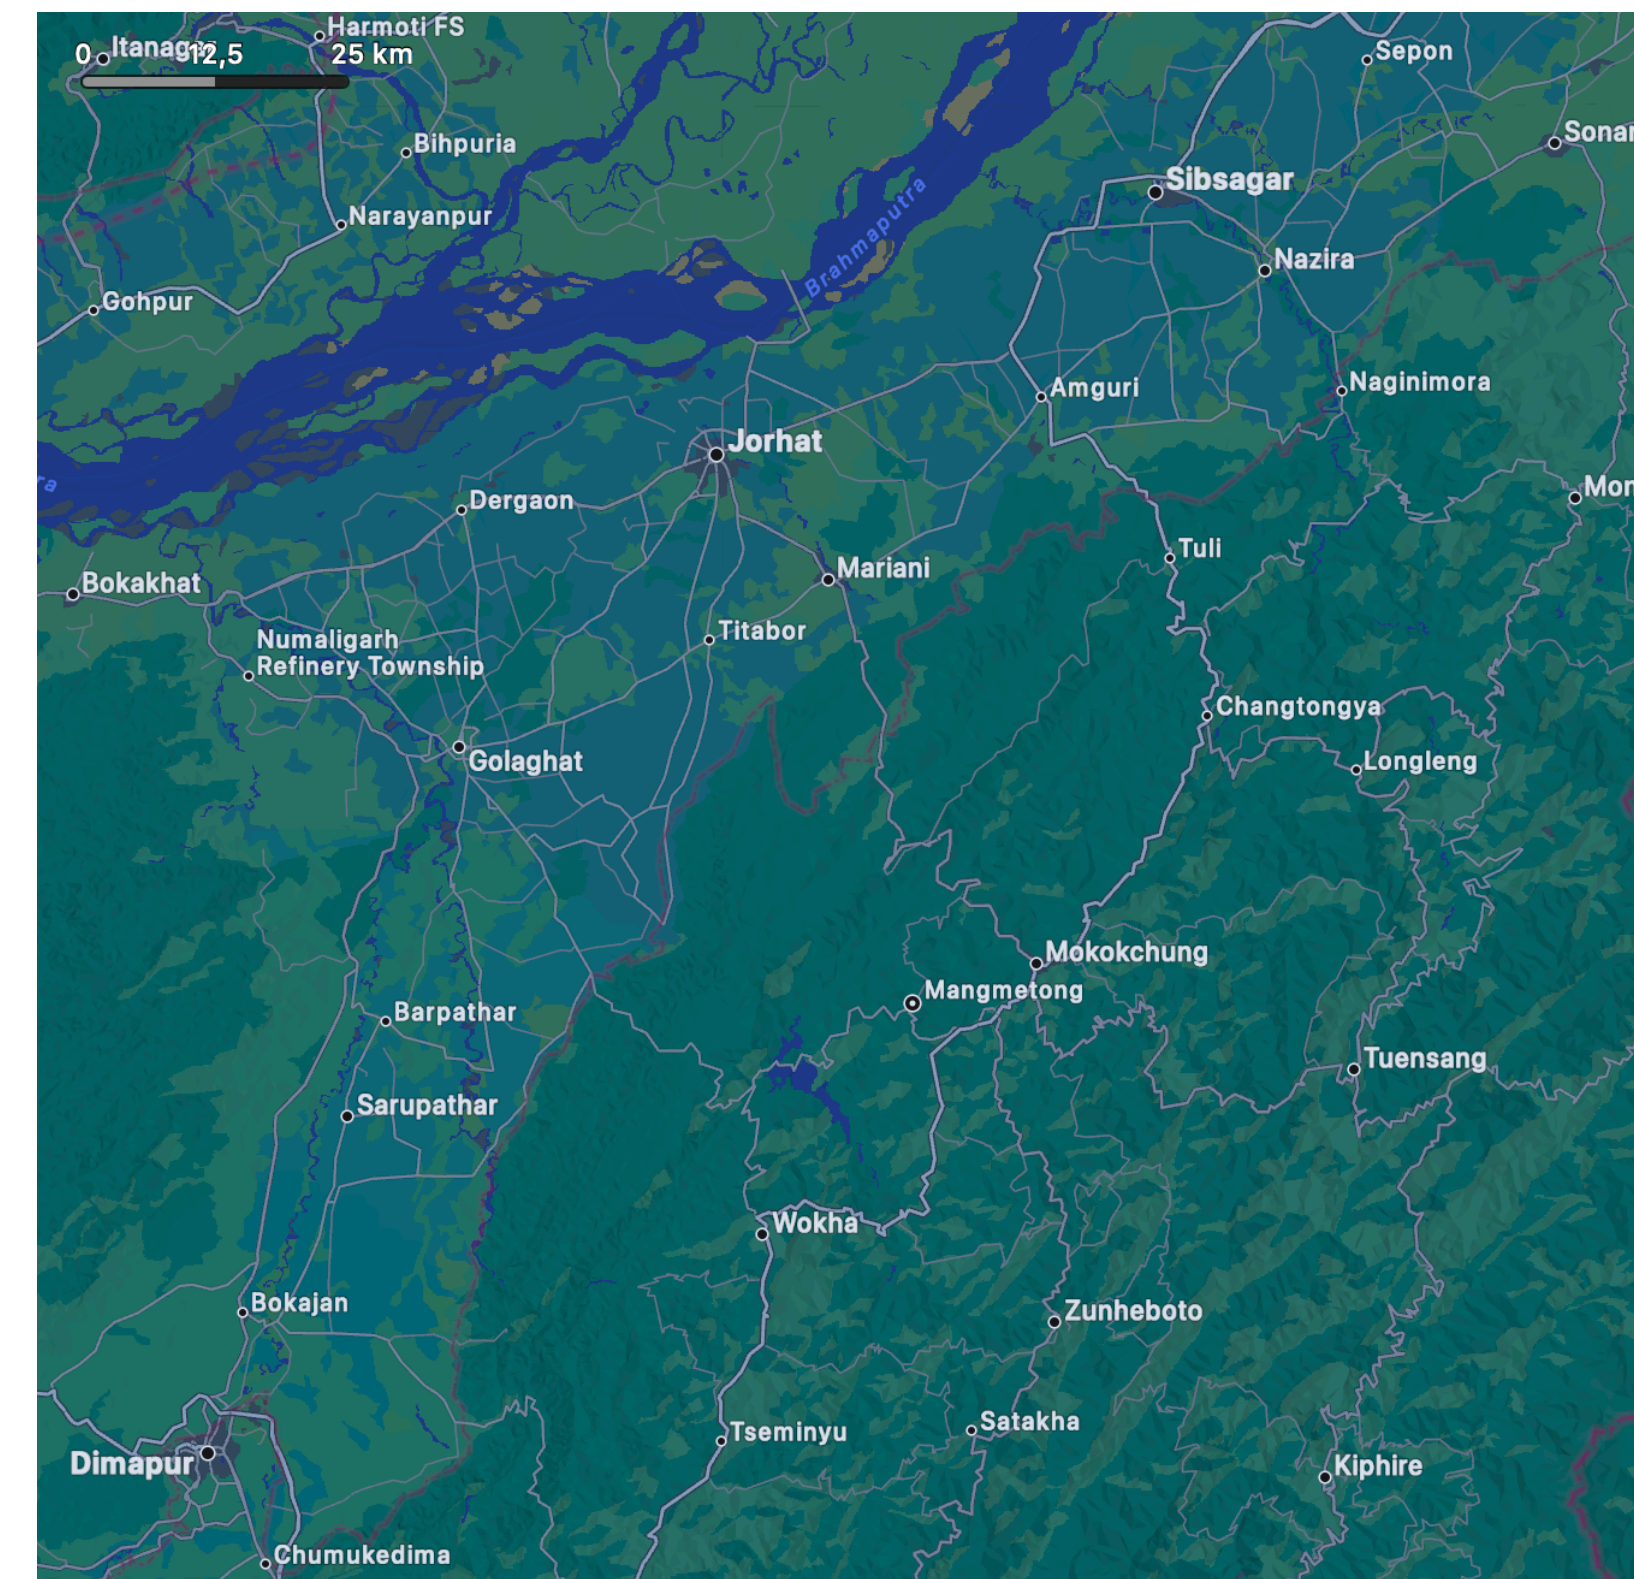 Harmoti FS
0 12,5 25 km
Sepon
Sonar
Bihpuria
Sibsagar
Brahmaputra
Narayanpur
Nazira
Gohpur
Naginimora
Amguri
Jorhat
ra
Mon
Dergaon
Tuli
Mariani
Bokakhat
Titabor
Numaligarh
Refinery Township
Changtongya
Golaghat
Longleng
Mokokchung
Mangmetong
Barpathar
Tuensang
Sarupathar
Wokha
Bokajan
Zunheboto
Satakha
Tseminyu
Dimapur
Kiphire
Chumukedima